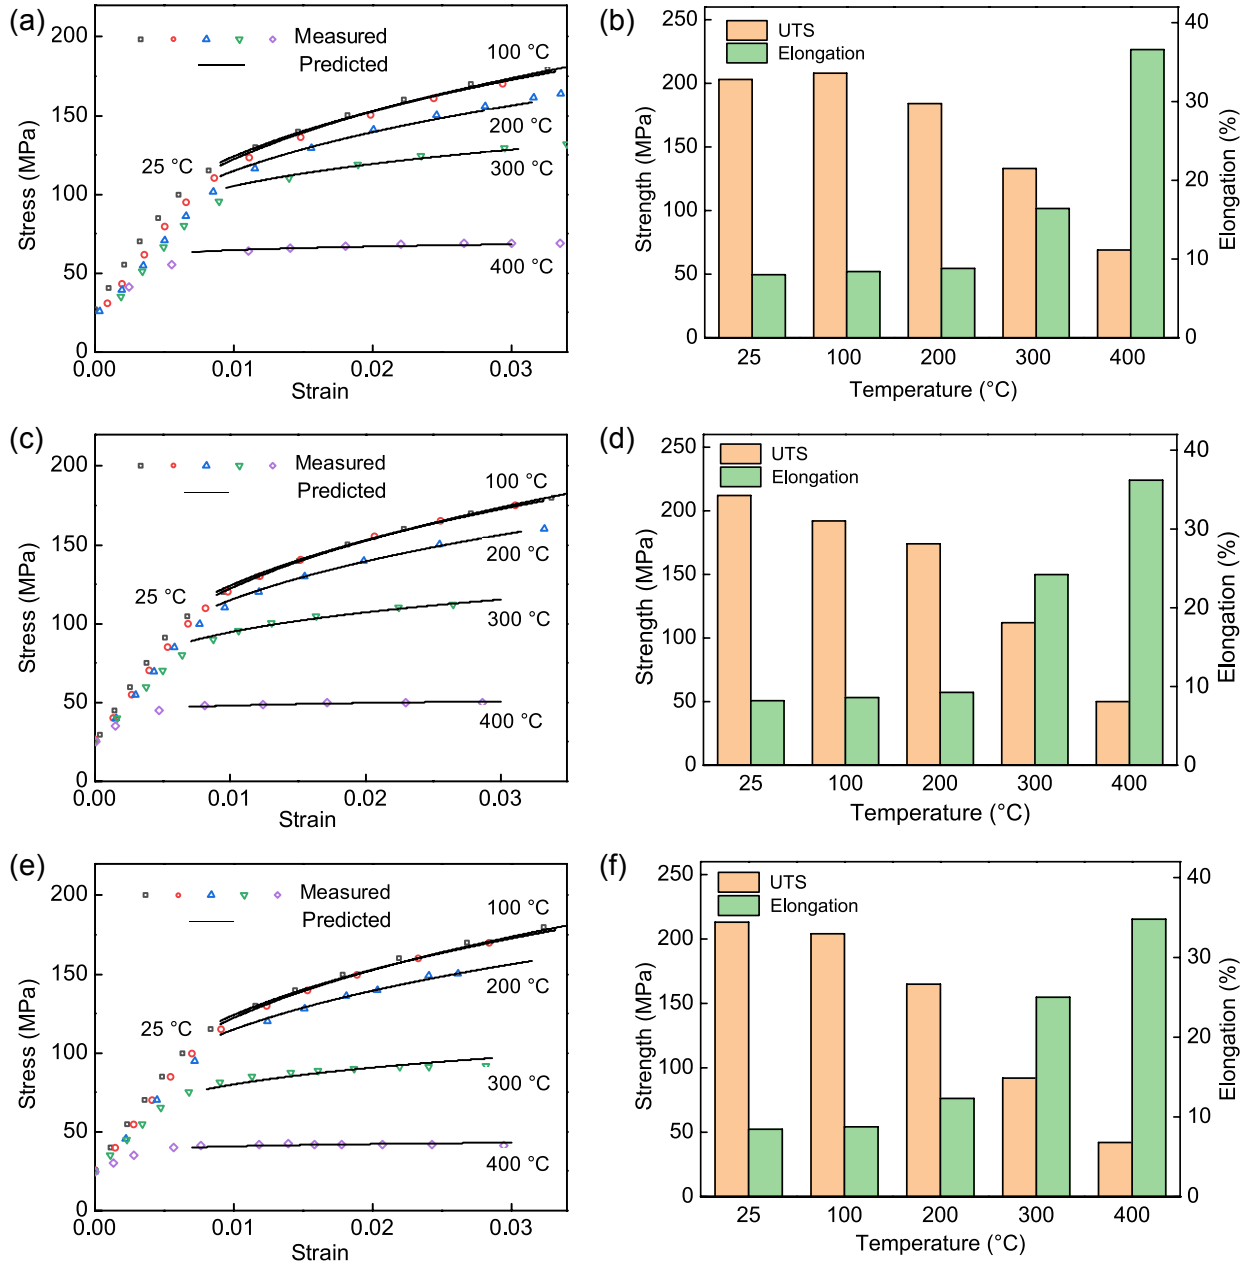 (a)
200
150
100
50
0
Stress (MPa)
0.00
0.01
0.02
0.03
Strain
Measured
Predicted
100 °C
200 °C
25 °C
300 °C
400 °C
(b)
250
200
150
100
50
0
Strength (MPa)
UTS
Elongation
40
30
20
10
0
Elongation (%)
25
100
200
300
400
Temperature (°C)
(c)
200
150
100
50
0
Stress (MPa)
0.00
0.01
0.02
0.03
Strain
Measured
Predicted
100 °C
200 °C
25 °C
300 °C
400 °C
(d)
250
200
150
100
50
0
Strength (MPa)
UTS
Elongation
40
30
20
10
0
Elongation (%)
25
100
200
300
400
Temperature (°C)
(e)
200
150
100
50
0
Stress (MPa)
0.00
0.01
0.02
0.03
Strain
Measured
Predicted
100 °C
200 °C
25 °C
300 °C
400 °C
(f)
250
200
150
100
50
0
Strength (MPa)
UTS
Elongation
40
30
20
10
0
Elongation (%)
25
100
200
300
400
Temperature (°C)